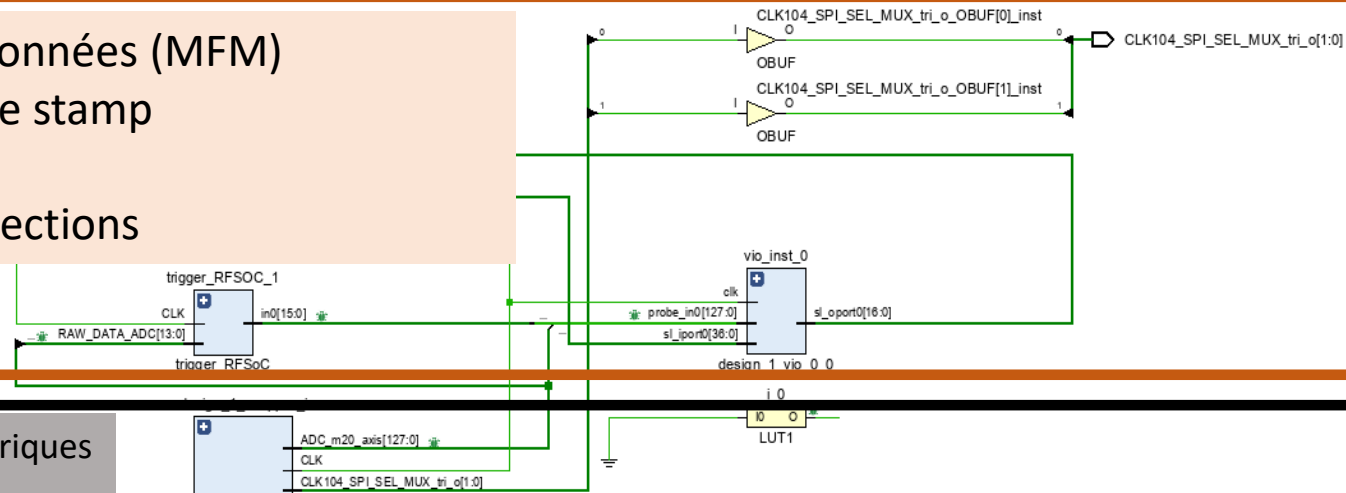 onnées (MFM)
e stamp
ections
CLK104_SPI_SEL_MUX_tri_o_OBUF[0]_inst
0
I
O
0
CLK104_SPI_SEL_MUX_tri_o[1:0]
OBUF
CLK104_SPI_SEL_MUX_tri_o_OBUF[1]_inst
1
I
O
1
OBUF
trigger_RFSOC_1
CLK
in0[15:0]
RAW_DATA_ADC[13:0]
trigger_RFSoC
vio_inst_0
clk
probe_in0[127:0]
sl_oport0[16:0]
sl_iport0[36:0]
design_1_vio_0_0
i_0
I0
O
LUT1
riques
ADC_m20_axis[127:0]
CLK
CLK104_SPI_SEL_MUX_tri_o[1:0]